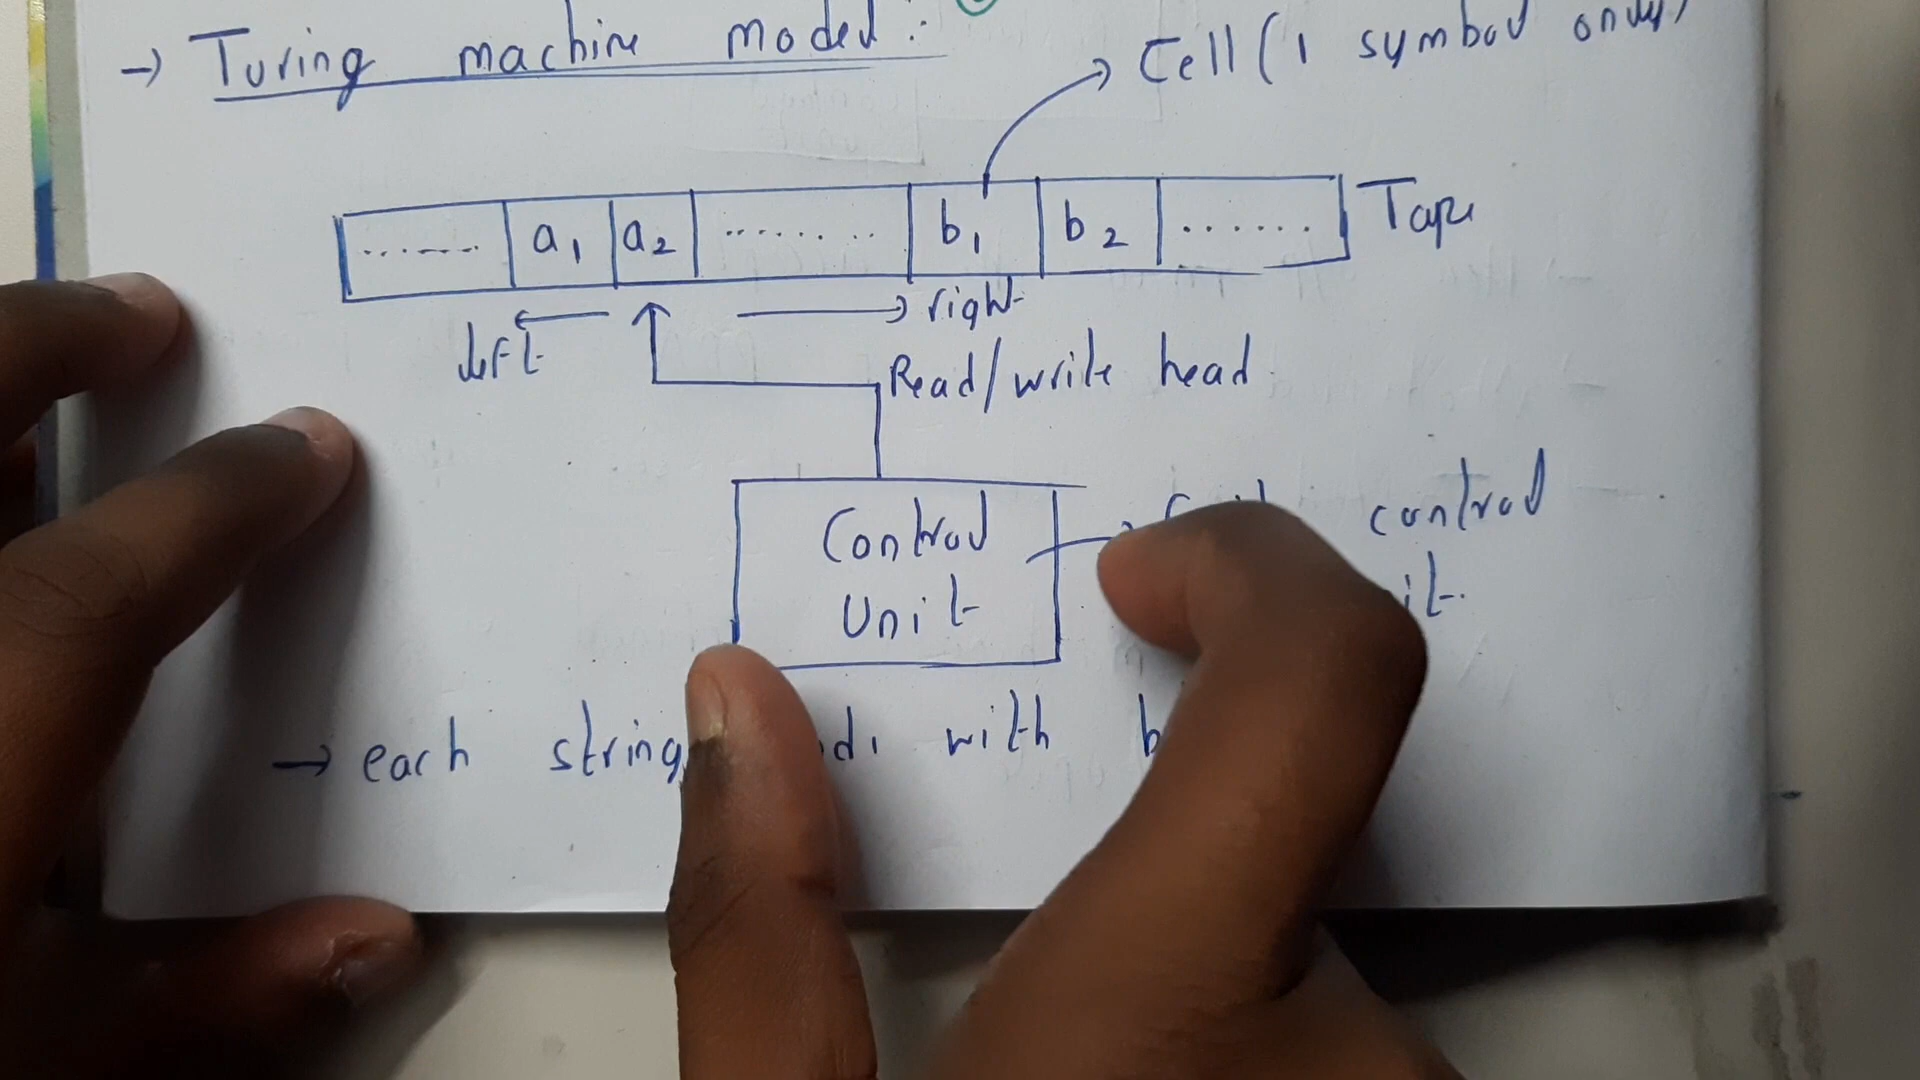 → Turing machine model :
→ Cell (1 symbol only)
...... a1 a2 ........ b1 b2 ...... Tape
left → right
Read/write head
Control Unit → control
each string with